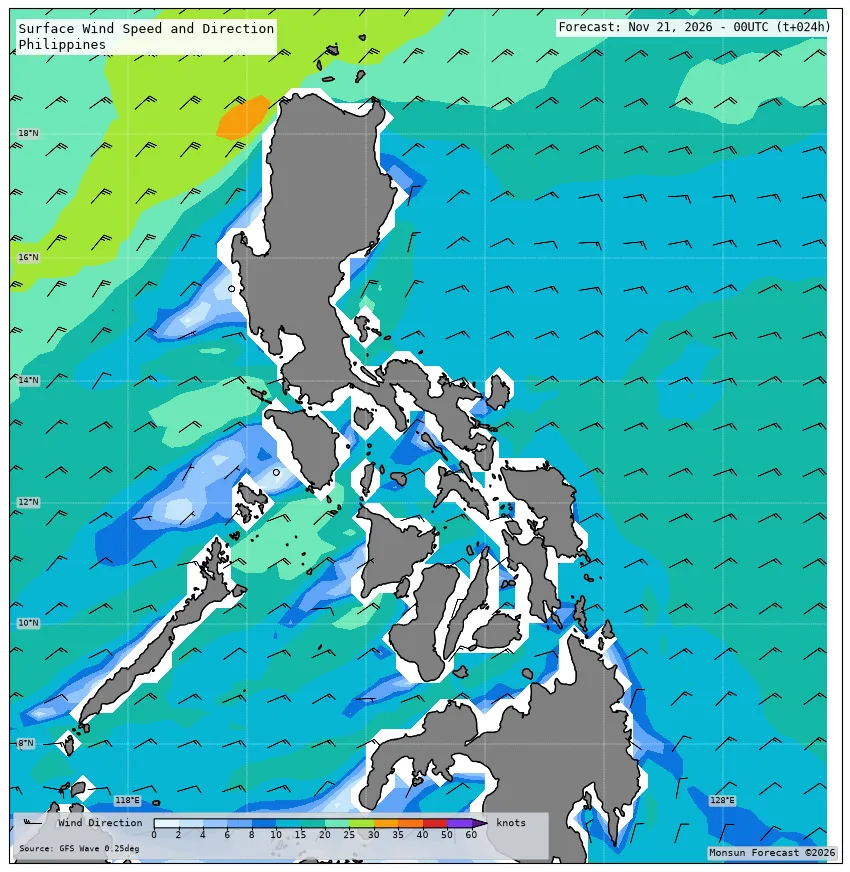 Surface Wind Speed and Direction
Philippines
Forecast: Nov 21, 2026 - 00UTC (t+024h)
18°N
16°N
14°N
12°N
10°N
8°N
118°E
128°E
Wind Direction
0 2 4 6 8 10 15 20 25 30 35 40 50 60
knots
Source: GFS Wave 0.25deg
Monsun Forecast ©2026